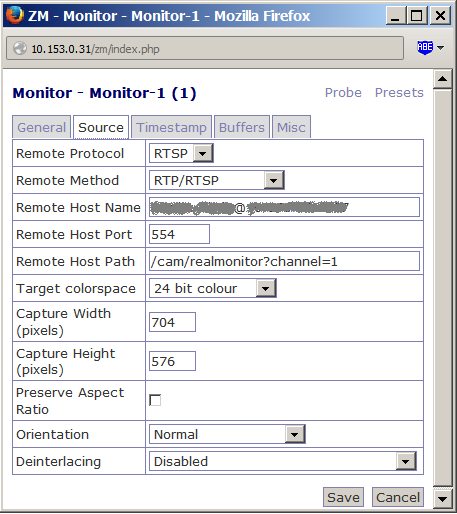 ZM - Monitor - Monitor-1 - Mozilla Firefox
10.153.0.31/zm/index.php
ABE
Monitor - Monitor-1 (1) Probe Presets
General Source Timestamp Buffers Misc
Remote Protocol RTSP
Remote Method RTP/RTSP
Remote Host Name @
Remote Host Port 554
Remote Host Path /cam/realmonitor?channel=1
Target colorspace 24 bit colour
Capture Width
(pixels) 704
Capture Height
(pixels) 576
Preserve Aspect
Ratio
Orientation Normal
Deinterlacing Disabled
Save Cancel